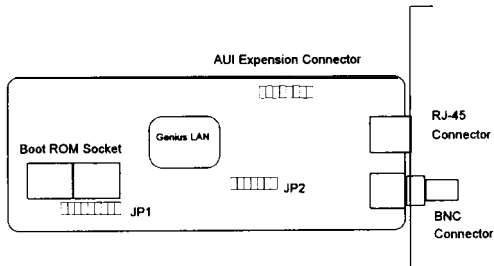 AUI Expension Connector
RJ-45
Connector
Genius LAN
Boot ROM Socket
JP2
JP1
BNC
Connector